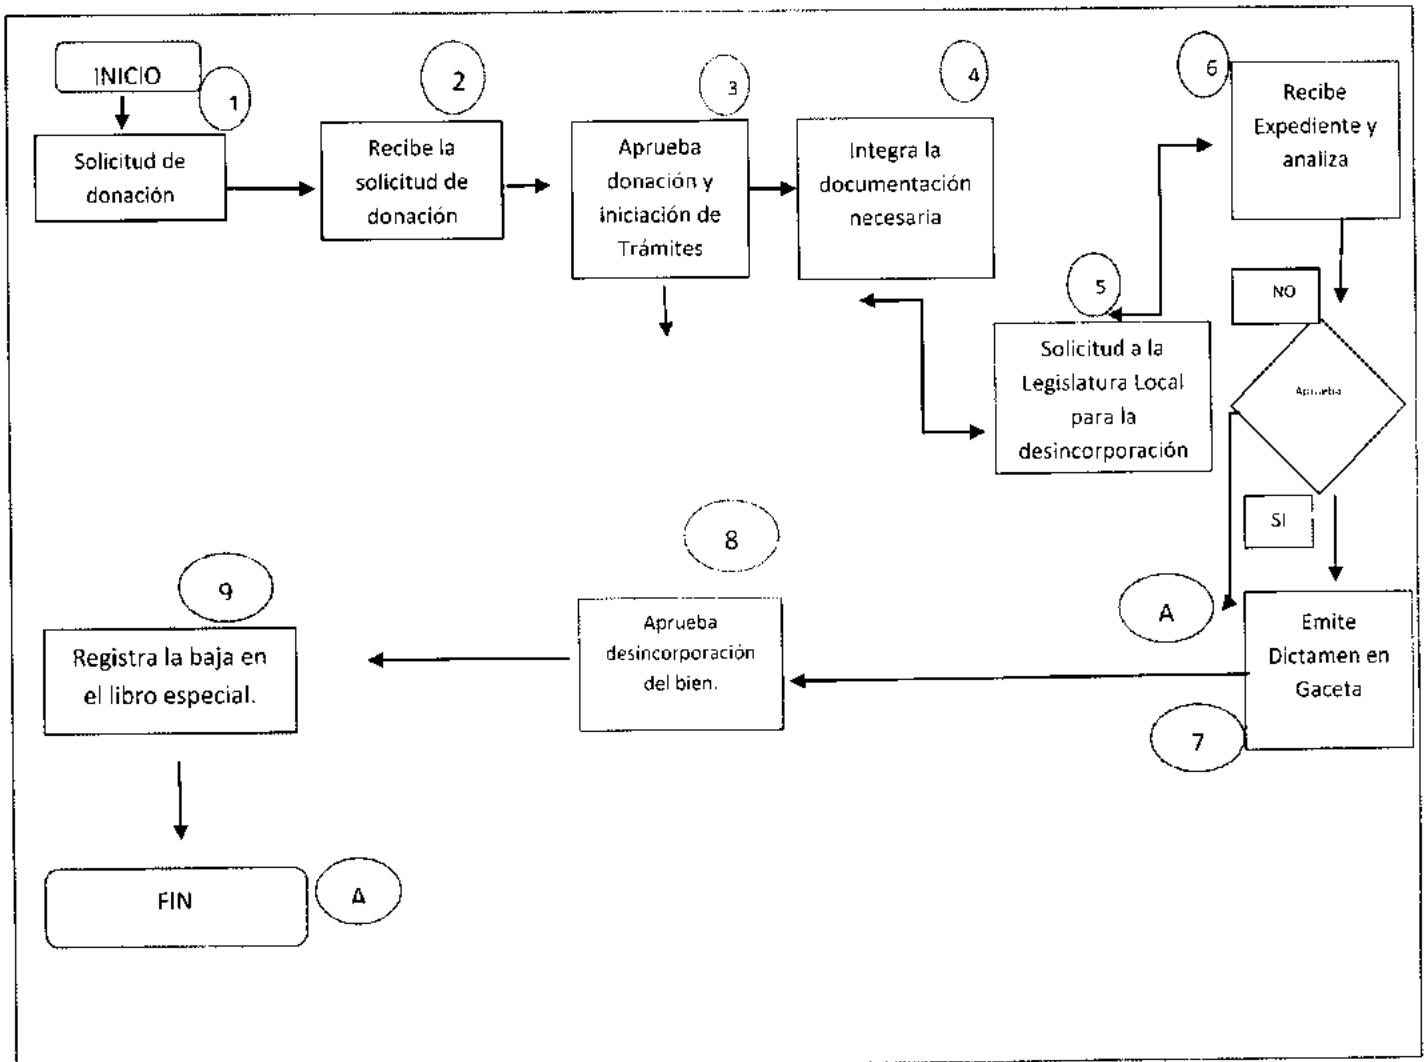 INICIO
1
Solicitud de
donación
2
Recibe la
solicitud de
donación
3
Aprueba
donación y
iniciación de
Trámites
4
Integra la
documentación
necesaria
5
Solicitud a la
Legislatura Local
para la
desincorporación
6
Recibe
Expediente y
analiza
NO
Aprueba
SI
A
Emite
Dictamen en
Gaceta
7
8
Aprueba
desincorporación
del bien.
9
Registra la baja en
el libro especial.
FIN
A